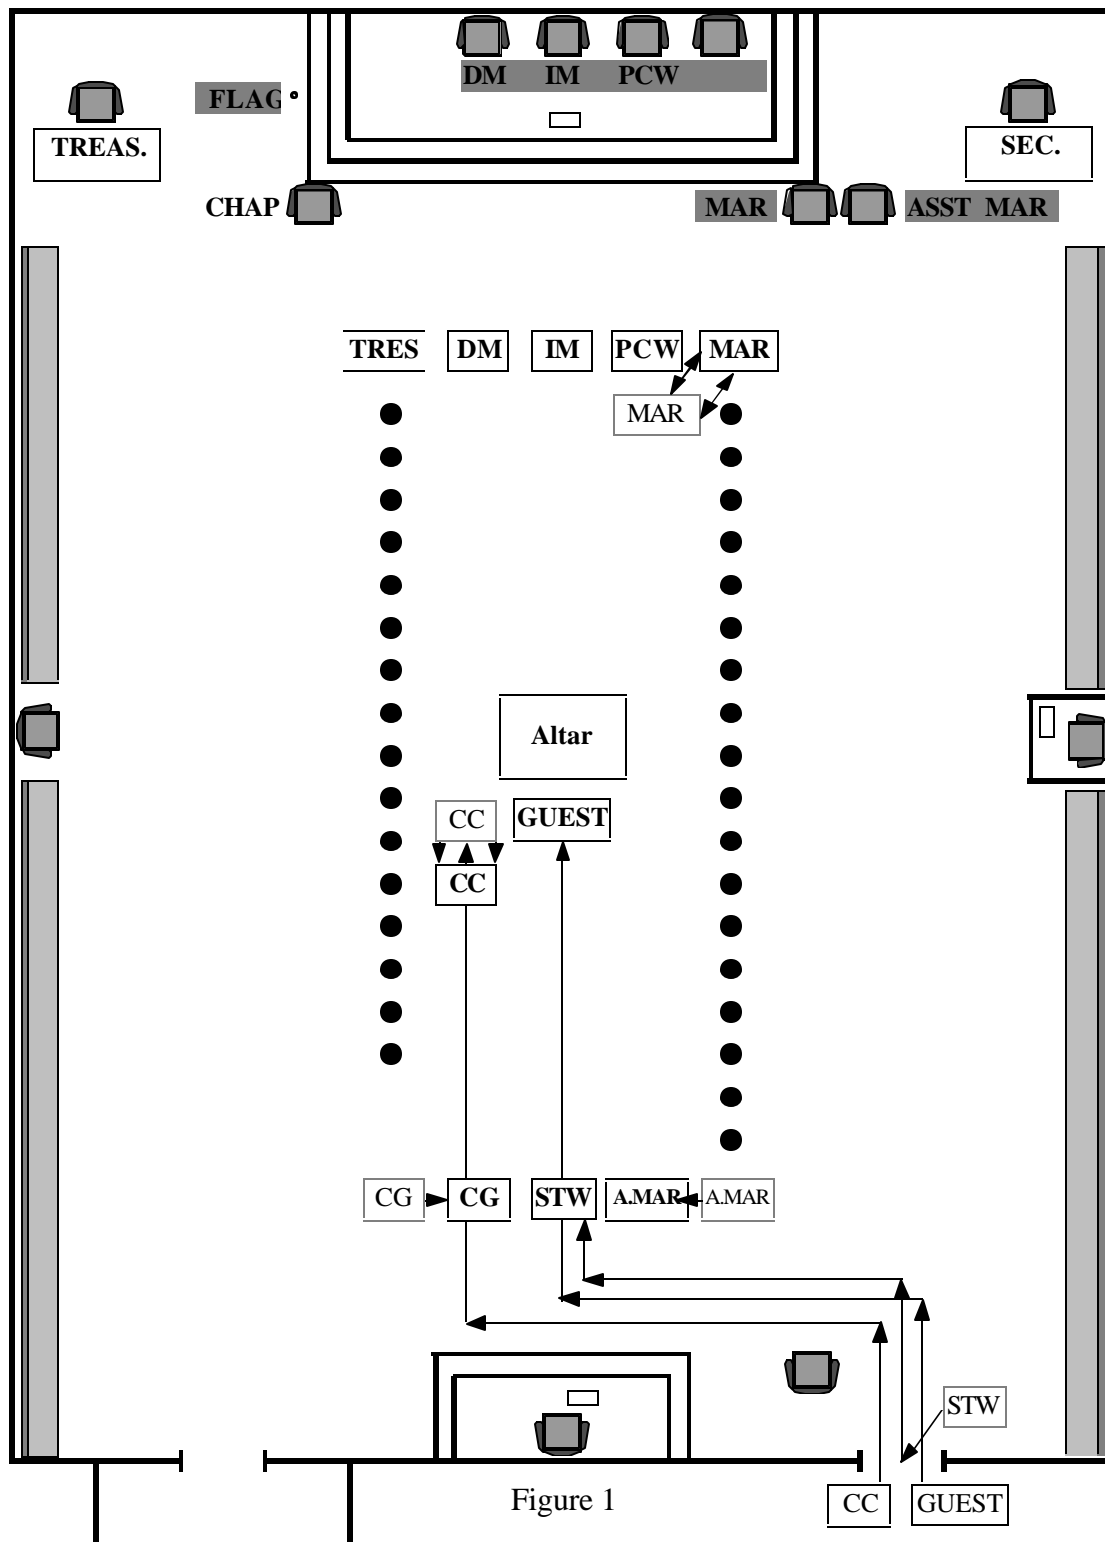 DM IM PCW
FLAG
TREAS.
SEC.
CHAP
MAR
ASST MAR
TRES DM IM PCW MAR
MAR
Altar
CC GUEST
CC
CG CG STW A.MAR A.MAR
STW
Figure 1
CC GUEST